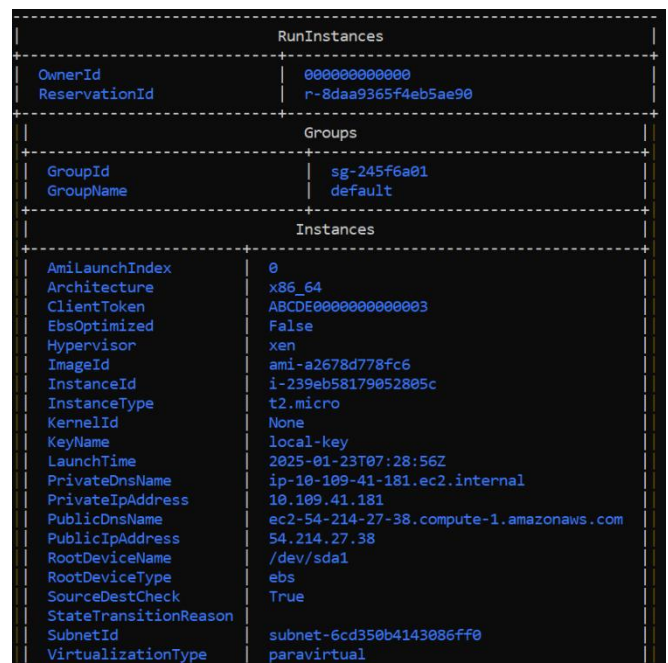 RunInstances
OwnerId 000000000000
ReservationId r-8daa9365f4eb5ae90
Groups
GroupId sg-245f6a01
GroupName default
Instances
AmiLaunchIndex 0
Architecture x86_64
ClientToken ABCDE0000000000003
EbsOptimized False
Hypervisor xen
ImageId ami-a2678d778fc6
InstanceId i-239eb58179052805c
InstanceType t2.micro
KernelId None
KeyName local-key
LaunchTime 2025-01-23T07:28:56Z
PrivateDnsName ip-10-109-41-181.ec2.internal
PrivateIpAddress 10.109.41.181
PublicDnsName ec2-54-214-27-38.compute-1.amazonaws.com
PublicIpAddress 54.214.27.38
RootDeviceName /dev/sda1
RootDeviceType ebs
SourceDestCheck True
StateTransitionReason
SubnetId subnet-6cd350b4143086ff0
VirtualizationType paravirtual